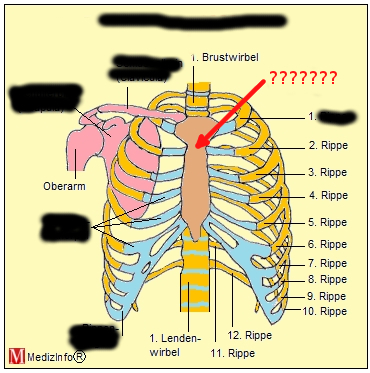 1. Brustwirbel
???????
1.
2. Rippe
3. Rippe
4. Rippe
Oberarm
5. Rippe
6. Rippe
7. Rippe
8. Rippe
9. Rippe
10. Rippe
12. Rippe
1. Lenden-
wirbel
11. Rippe
M MedizInfo®